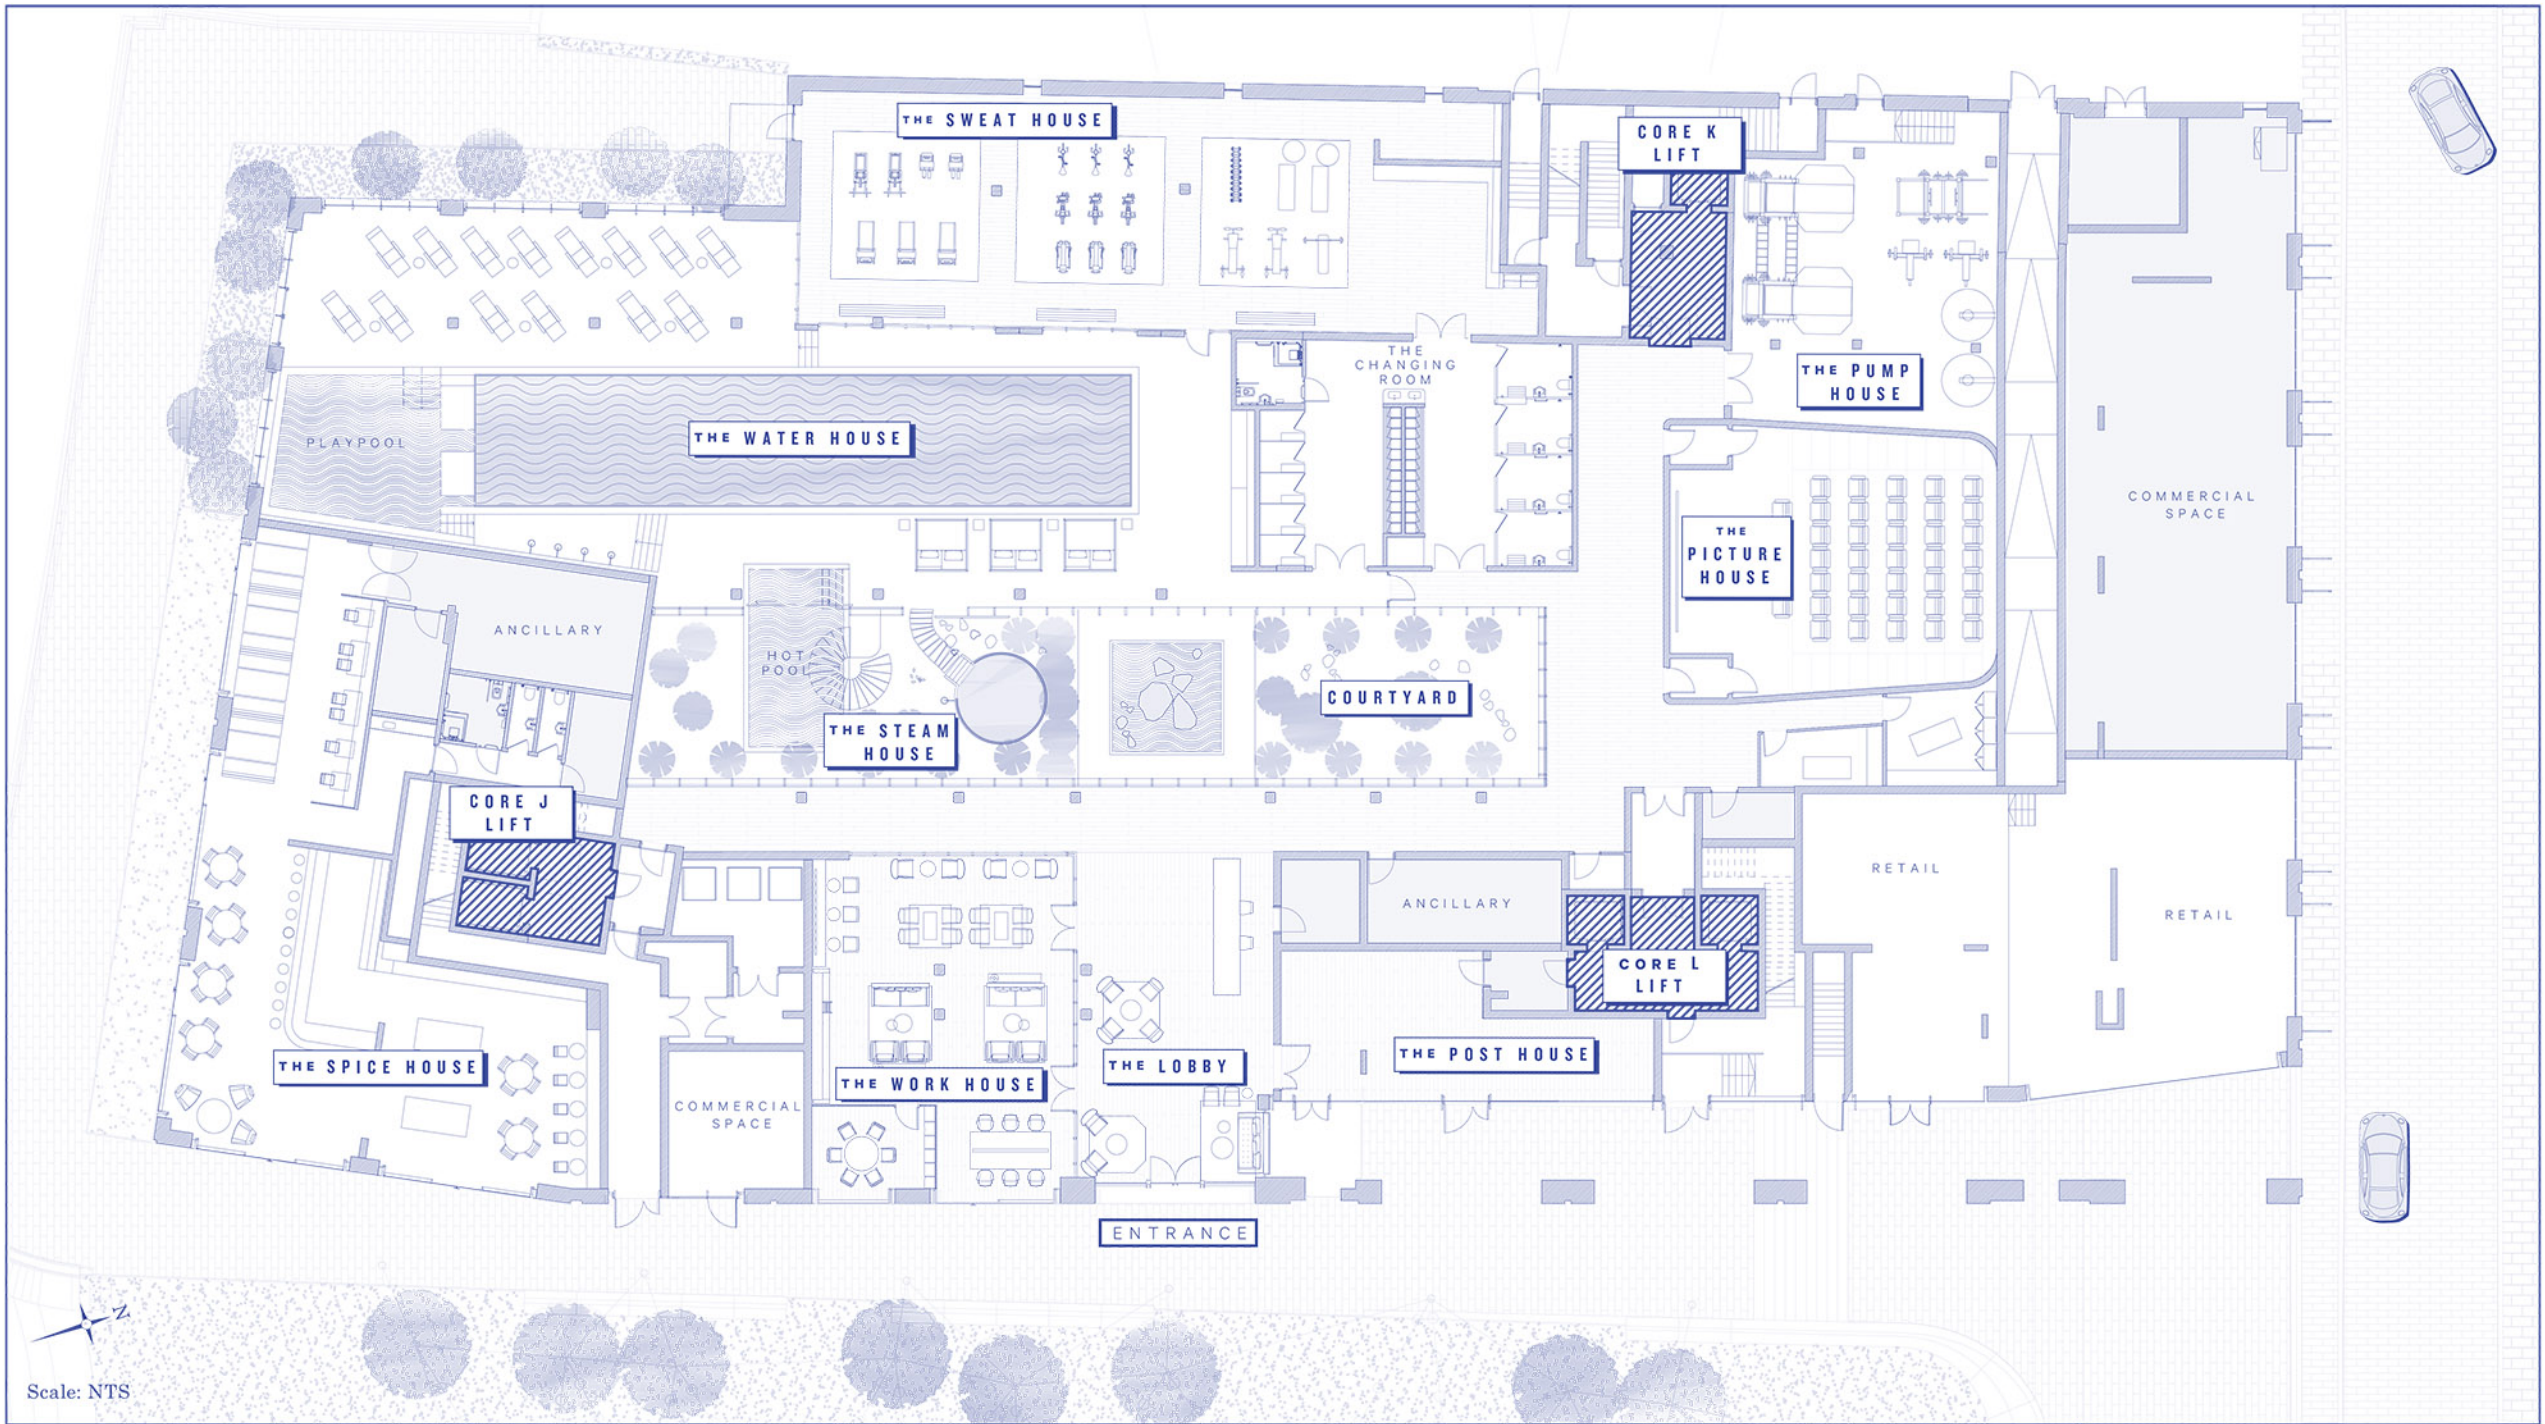 THE SWEAT HOUSE
CORE K
LIFT
THE
CHANGING
ROOM
THE PUMP
HOUSE
PLAYPOOL
THE WATER HOUSE
COMMERCIAL
SPACE
THE
PICTURE
HOUSE
ANCILLARY
HOT
POOL
THE STEAM
HOUSE
COURTYARD
CORE J
LIFT
RETAIL
ANCILLARY
RETAIL
CORE L
LIFT
THE SPICE HOUSE
THE WORK HOUSE
THE LOBBY
THE POST HOUSE
COMMERCIAL
SPACE
ENTRANCE
N
Scale: NTS